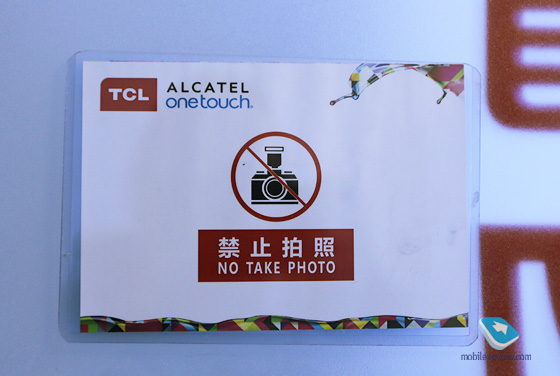 TCL
ALCATEL
onetouch.
禁止拍照
NO TAKE PHOTO